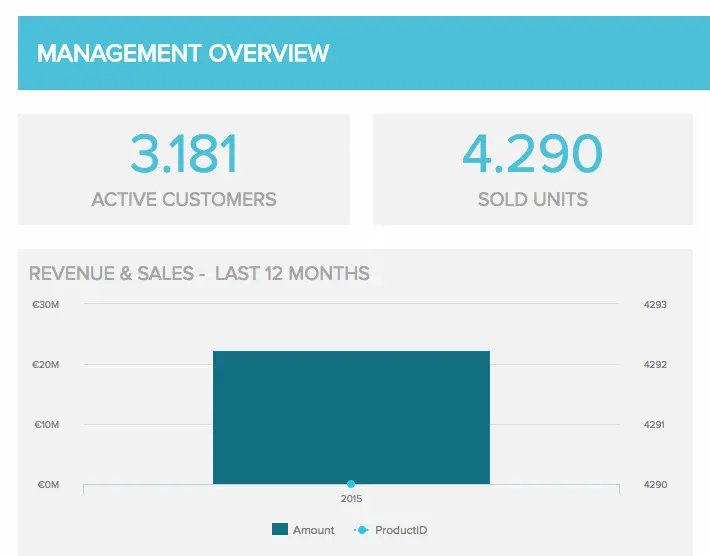 MANAGEMENT OVERVIEW
3.181
ACTIVE CUSTOMERS
4.290
SOLD UNITS
REVENUE & SALES - LAST 12 MONTHS
€30M
4293
€20M
4292
€10M
4291
€0M
4290
2015
Amount
ProductID